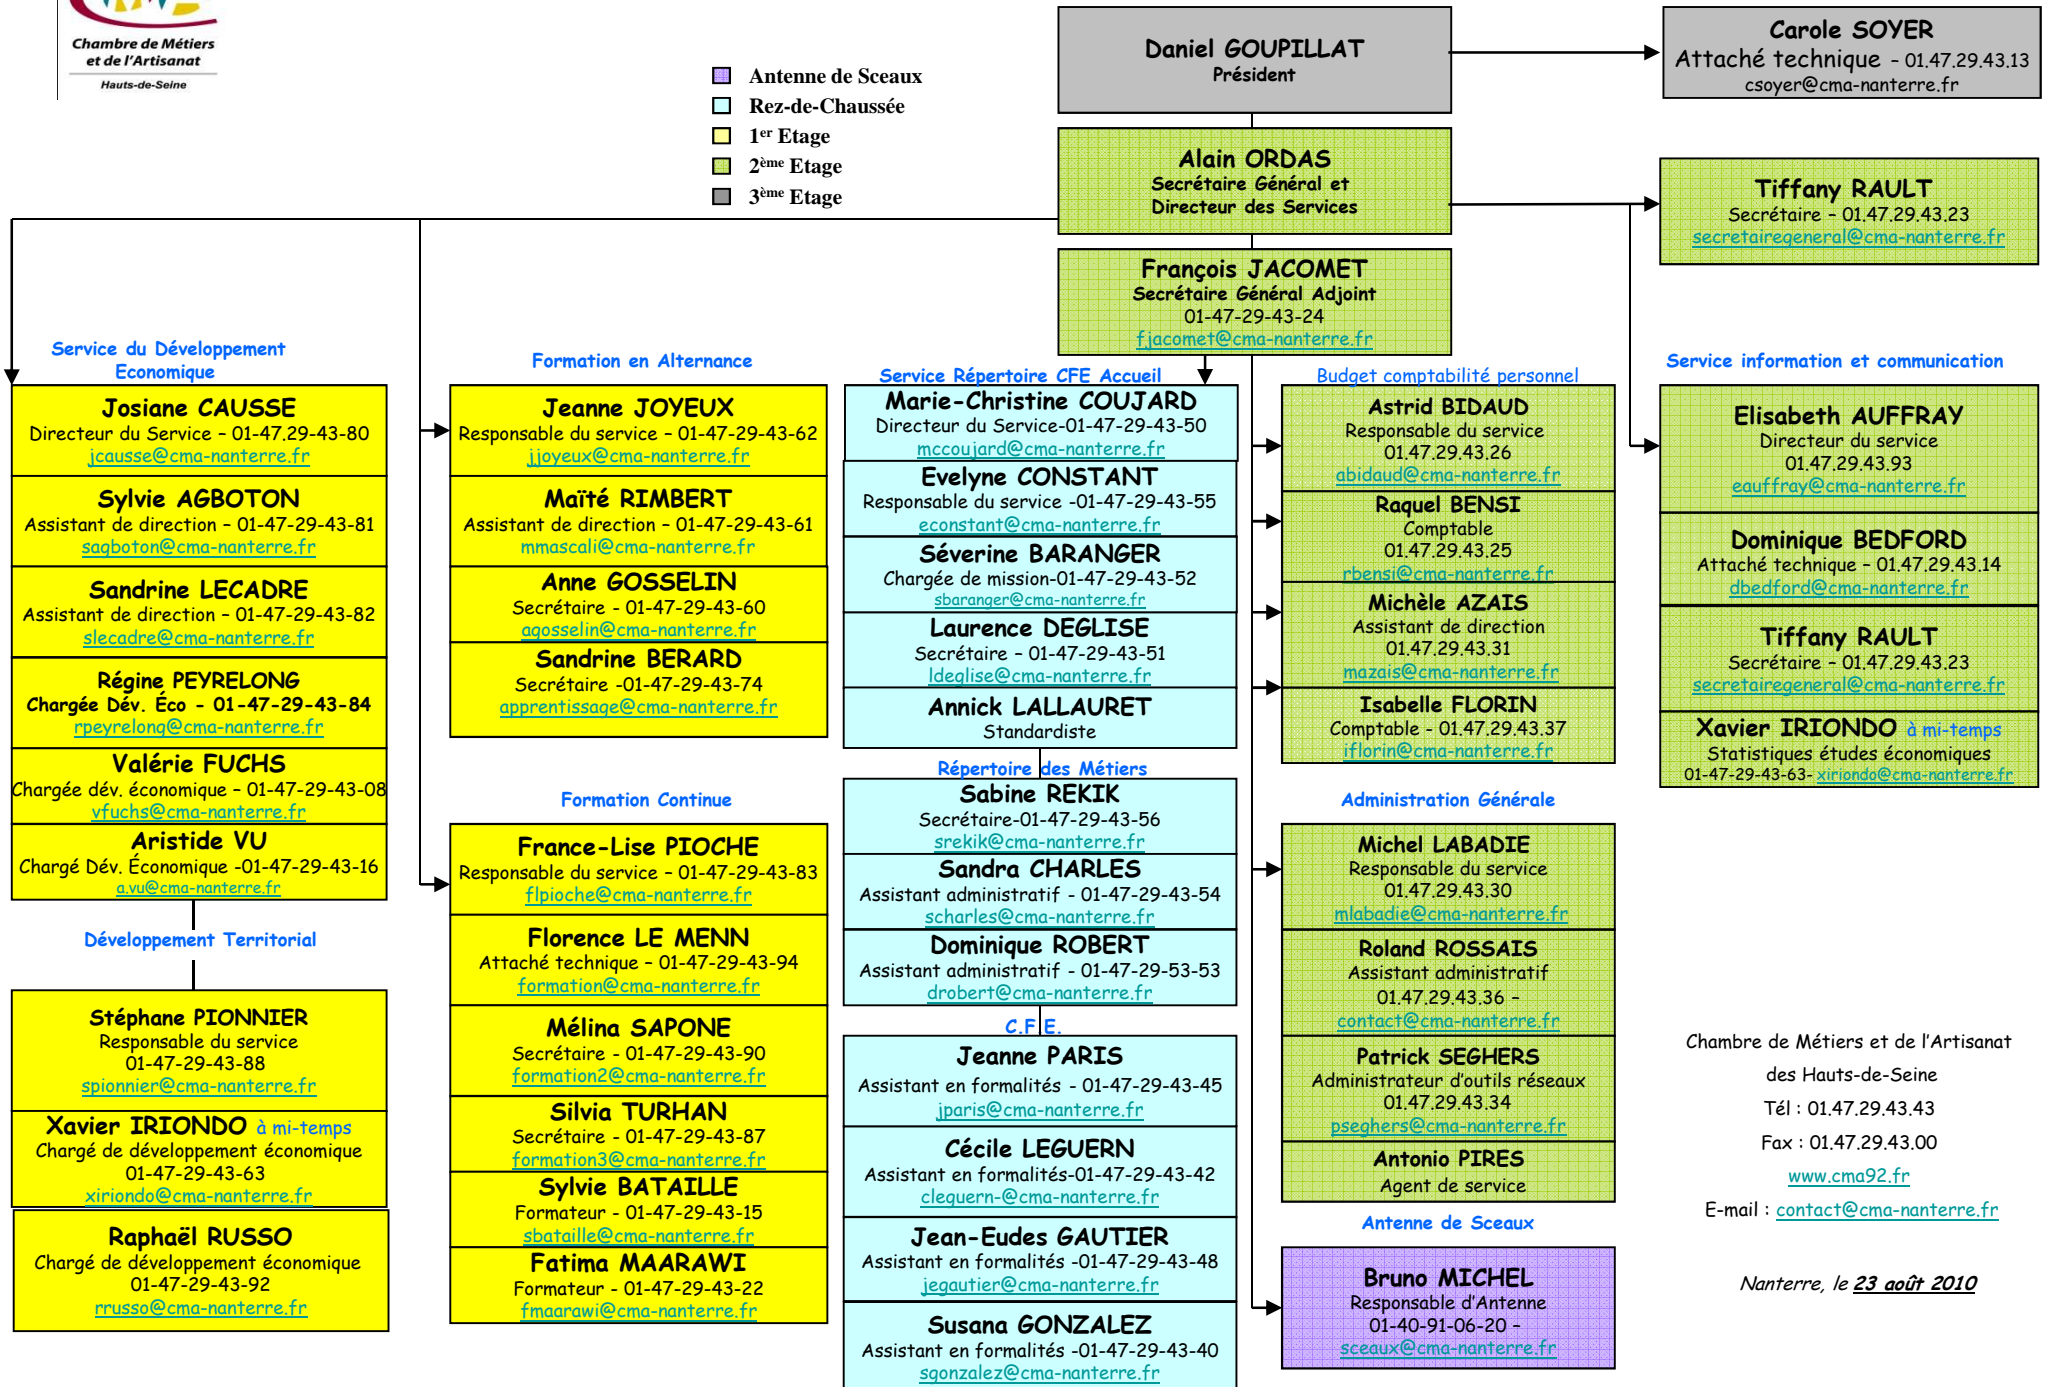 Chambre de Métiers
et de l'Artisanat
Hauts-de-Seine
Antenne de Sceaux
Rez-de-Chaussée
1er Etage
2ème Etage
3ème Etage
Daniel GOUPILLAT
Président
Carole SOYER
Attaché technique – 01.47.29.43.13
csoyer@cma-nanterre.fr
Alain ORDAS
Secrétaire Général et
Directeur des Services
Tiffany RAULT
Secrétaire – 01.47.29.43.23
secretairegeneral@cma-nanterre.fr
François JACOMET
Secrétaire Général Adjoint
01-47-29-43-24
fjacomet@cma-nanterre.fr
Service du Développement
Economique
Josiane CAUSSE
Directeur du Service – 01-47.29-43-80
jcausse@cma-nanterre.fr
Sylvie AGBOTON
Assistant de direction – 01-47-29-43-81
sagboton@cma-nanterre.fr
Sandrine LECADRE
Assistant de direction – 01-47-29-43-82
slecadre@cma-nanterre.fr
Régine PEYRELONG
Chargée Dév. Éco - 01-47-29-43-84
rpeyrelong@cma-nanterre.fr
Valérie FUCHS
Chargée dév. économique – 01-47-29-43-08
vfuchs@cma-nanterre.fr
Aristide VU
Chargé Dév. Économique -01-47-29-43-16
a.vu@cma-nanterre.fr
Développement Territorial
Stéphane PIONNIER
Responsable du service
01-47-29-43-88
spionnier@cma-nanterre.fr
Xavier IRIONDO à mi-temps
Chargé de développement économique
01-47-29-43-63
xiriondo@cma-nanterre.fr
Raphaël RUSSO
Chargé de développement économique
01-47-29-43-92
rrusso@cma-nanterre.fr
Formation en Alternance
Jeanne JOYEUX
Responsable du service – 01-47-29-43-62
jjoyeux@cma-nanterre.fr
Maïté RIMBERT
Assistant de direction – 01-47-29-43-61
mmascali@cma-nanterre.fr
Anne GOSSELIN
Secrétaire - 01-47-29-43-60
agosselin@cma-nanterre.fr
Sandrine BERARD
Secrétaire -01-47-29-43-74
apprentissage@cma-nanterre.fr
Formation Continue
France-Lise PIOCHE
Responsable du service – 01-47-29-43-83
flpioche@cma-nanterre.fr
Florence LE MENN
Attaché technique – 01-47-29-43-94
formation@cma-nanterre.fr
Mélina SAPONE
Secrétaire - 01-47-29-43-90
formation2@cma-nanterre.fr
Silvia TURHAN
Secrétaire - 01-47-29-43-87
formation3@cma-nanterre.fr
Sylvie BATAILLE
Formateur - 01-47-29-43-15
sbataille@cma-nanterre.fr
Fatima MAARAWI
Formateur - 01-47-29-43-22
fmaarawi@cma-nanterre.fr
Service Répertoire CFE Accueil
Marie-Christine COUJARD
Directeur du Service-01-47-29-43-50
mccoujard@cma-nanterre.fr
Evelyne CONSTANT
Responsable du service -01-47-29-43-55
econstant@cma-nanterre.fr
Séverine BARANGER
Chargée de mission-01-47-29-43-52
sbaranger@cma-nanterre.fr
Laurence DEGLISE
Secrétaire – 01-47-29-43-51
ldeglise@cma-nanterre.fr
Annick LALLAURET
Standardiste
Répertoire des Métiers
Sabine REKIK
Secrétaire-01-47-29-43-56
srekik@cma-nanterre.fr
Sandra CHARLES
Assistant administratif - 01-47-29-43-54
scharles@cma-nanterre.fr
Dominique ROBERT
Assistant administratif - 01-47-29-53-53
drobert@cma-nanterre.fr
C.F.E.
Jeanne PARIS
Assistant en formalités - 01-47-29-43-45
jparis@cma-nanterre.fr
Cécile LEGUERN
Assistant en formalités-01-47-29-43-42
cleguern-@cma-nanterre.fr
Jean-Eudes GAUTIER
Assistant en formalités -01-47-29-43-48
jegautier@cma-nanterre.fr
Susana GONZALEZ
Assistant en formalités -01-47-29-43-40
sgonzalez@cma-nanterre.fr
Budget comptabilité personnel
Astrid BIDAUD
Responsable du service
01.47.29.43.26
abidaud@cma-nanterre.fr
Raquel BENSI
Comptable
01.47.29.43.25
rbensi@cma-nanterre.fr
Michèle AZAIS
Assistant de direction
01.47.29.43.31
mazais@cma-nanterre.fr
Isabelle FLORIN
Comptable - 01.47.29.43.37
iflorin@cma-nanterre.fr
Administration Générale
Michel LABADIE
Responsable du service
01.47.29.43.30
mlabadie@cma-nanterre.fr
Roland ROSSAIS
Assistant administratif
01.47.29.43.36 –
contact@cma-nanterre.fr
Patrick SEGHERS
Administrateur d'outils réseaux
01.47.29.43.34
pseghers@cma-nanterre.fr
Antonio PIRES
Agent de service
Antenne de Sceaux
Bruno MICHEL
Responsable d'Antenne
01-40-91-06-20 –
sceaux@cma-nanterre.fr
Service information et communication
Elisabeth AUFFRAY
Directeur du service
01.47.29.43.93
eauffray@cma-nanterre.fr
Dominique BEDFORD
Attaché technique – 01.47.29.43.14
dbedford@cma-nanterre.fr
Tiffany RAULT
Secrétaire – 01.47.29.43.23
secretairegeneral@cma-nanterre.fr
Xavier IRIONDO à mi-temps
Statistiques études économiques
01-47-29-43-63- xiriondo@cma-nanterre.fr
Chambre de Métiers et de l'Artisanat
des Hauts-de-Seine
Tél : 01.47.29.43.43
Fax : 01.47.29.43.00
www.cma92.fr
E-mail : contact@cma-nanterre.fr
Nanterre, le 23 août 2010